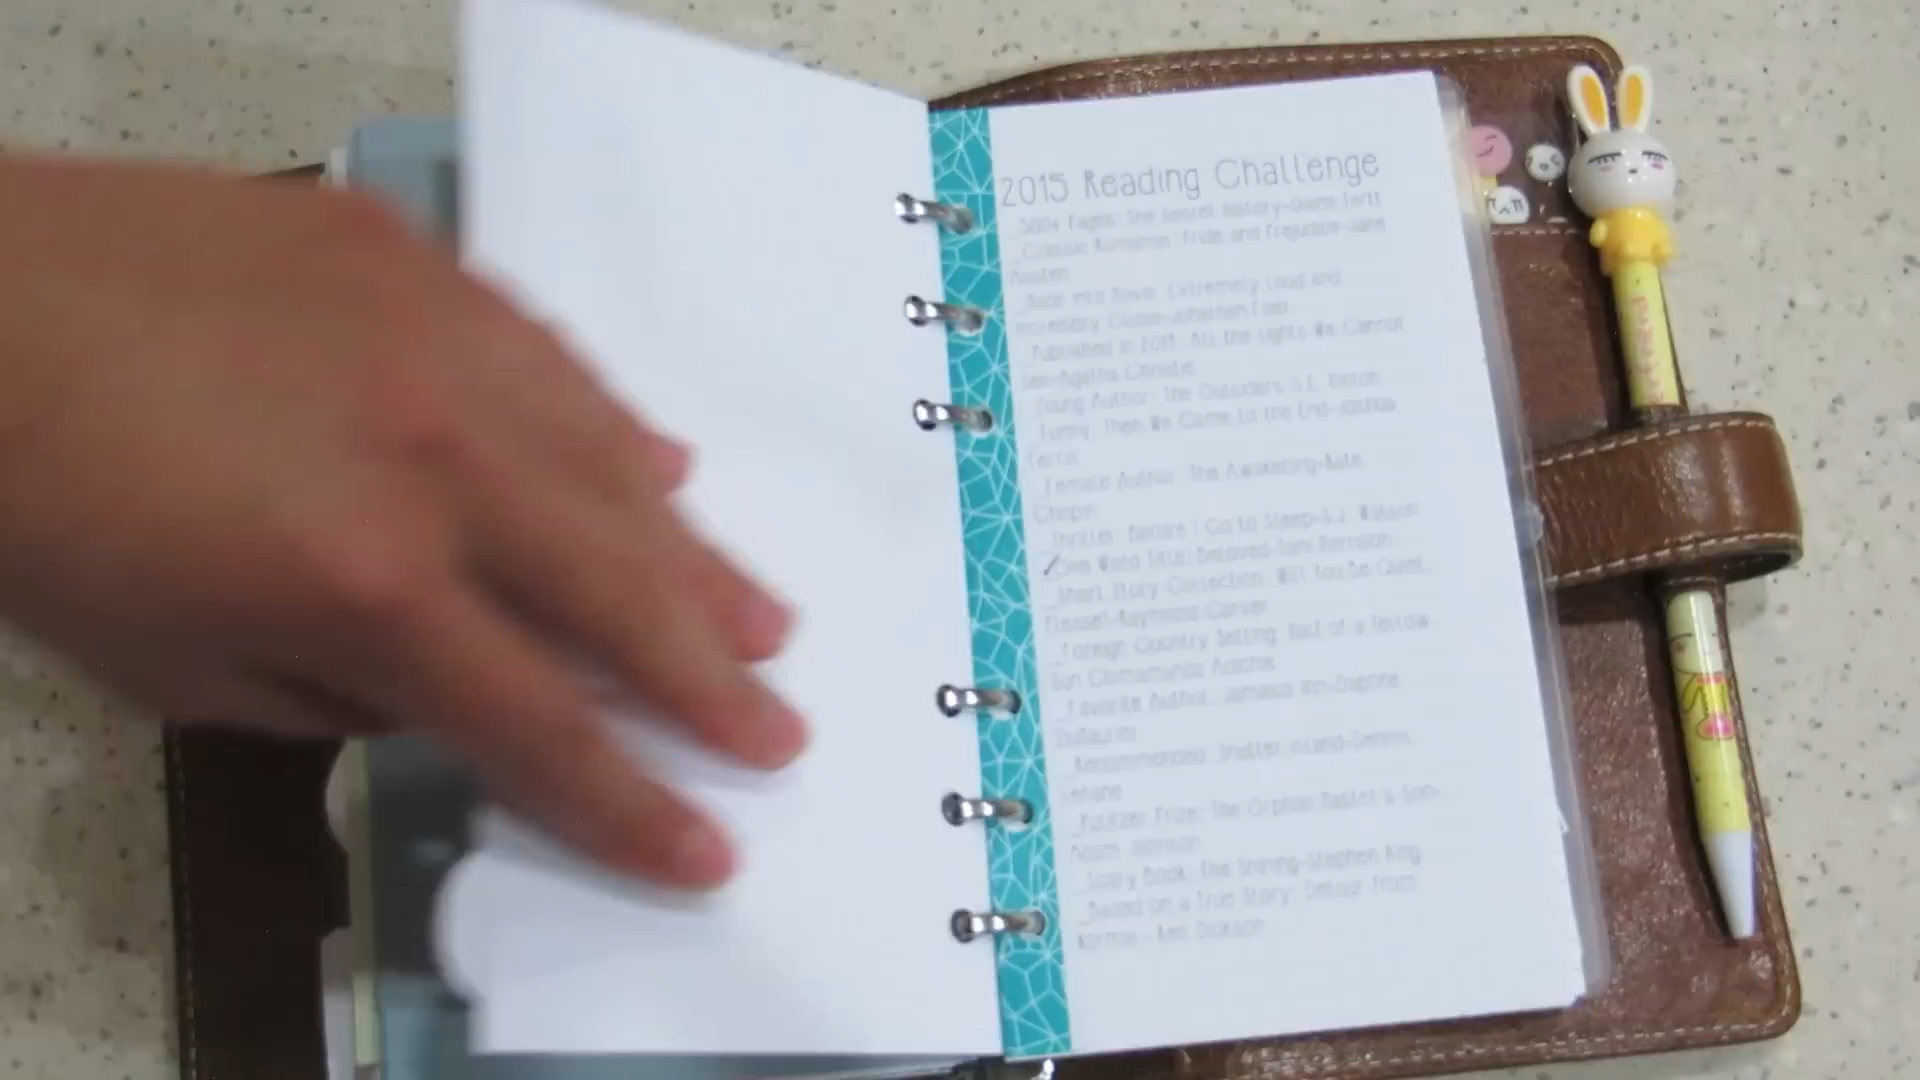 2015 Reading Challenge
_500+ Pages: The Secret History-Donna Tartt
_Classic Romance: Pride and Prejudice-Jane
Austen
_Made into Movie: Extremely Loud and
Incredibly Close-Jonathan Foer
_Published in All the Lights We Cannot
See-Agatha Christie
_Young Author: The Outsiders S.E. Hinton
_Funny: Then We Came to the End-Joshua
Ferris
_Female Author: The Awakening-Kate
Chopin
_Thriller: Before I Go to Sleep-S.J. Watson
✓One Word Title: Beloved-Toni Morrison
_Short Story Collection: Will You Be Quiet,
Please?-Raymond Carver
_Foreign Country Setting: Half of a Yellow
Sun Chimamanda Adichie
_Favorite Author: Jamaica Inn-Daphne
DuMaurier
_Recommended: Shutter Island-Dennis
Lehane
_Pulitzer Prize: The Orphan Master's Son-
Adam Johnson
_Scary Book: The Shining-Stephen King
_Based on a True Story: Detour from
Normal- Ken Dickson